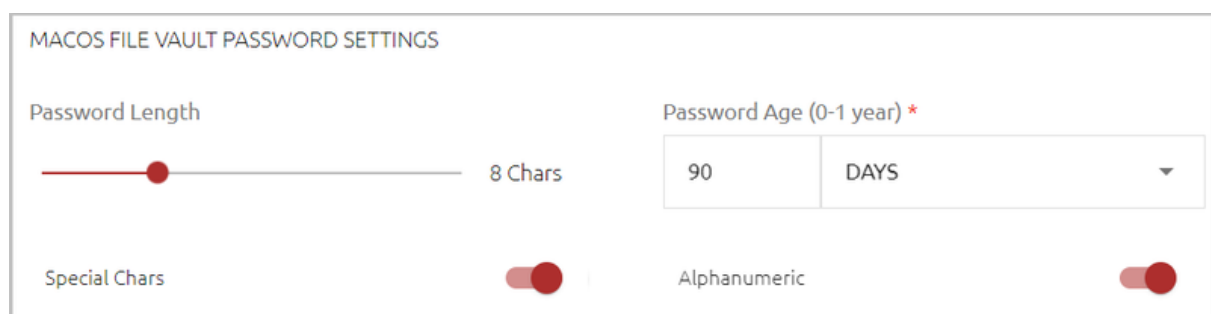 MACOS FILE VAULT PASSWORD SETTINGS
Password Length
Password Age (0-1 year) *
8 Chars
90
DAYS
Special Chars
Alphanumeric